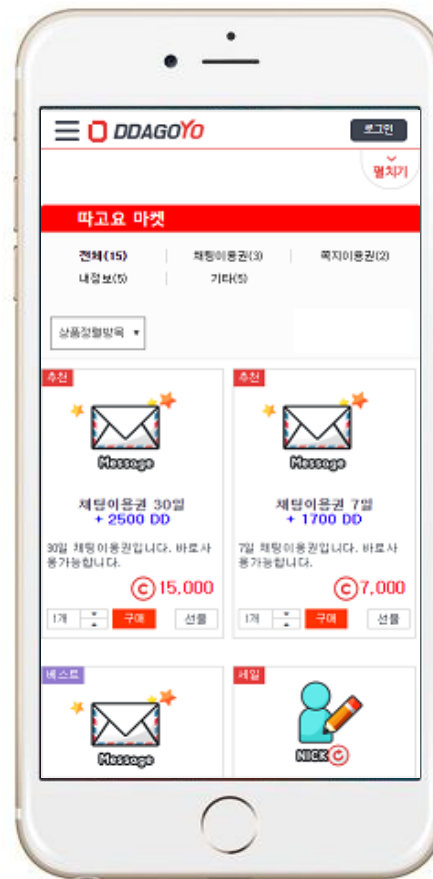 DDAGOYO
로그인
펼치기
따고요 마켓
전체(15) 채팅이용권(3) 쪽지이용권(2)
내정보(5) 기타(5)
상품정렬방목 ▼
추천 추천
Message Message
채팅이용권 30일 채팅이용권 7일
+ 2500 DD + 1700 DD
30일 채팅이용권입니다. 바로사 7일 채팅이용권입니다. 바로사
용가능합니다. 용가능합니다.
C 15,000 C 7,000
1개 구매 선물 1개 구매 선물
베스트 세일
Message NICK